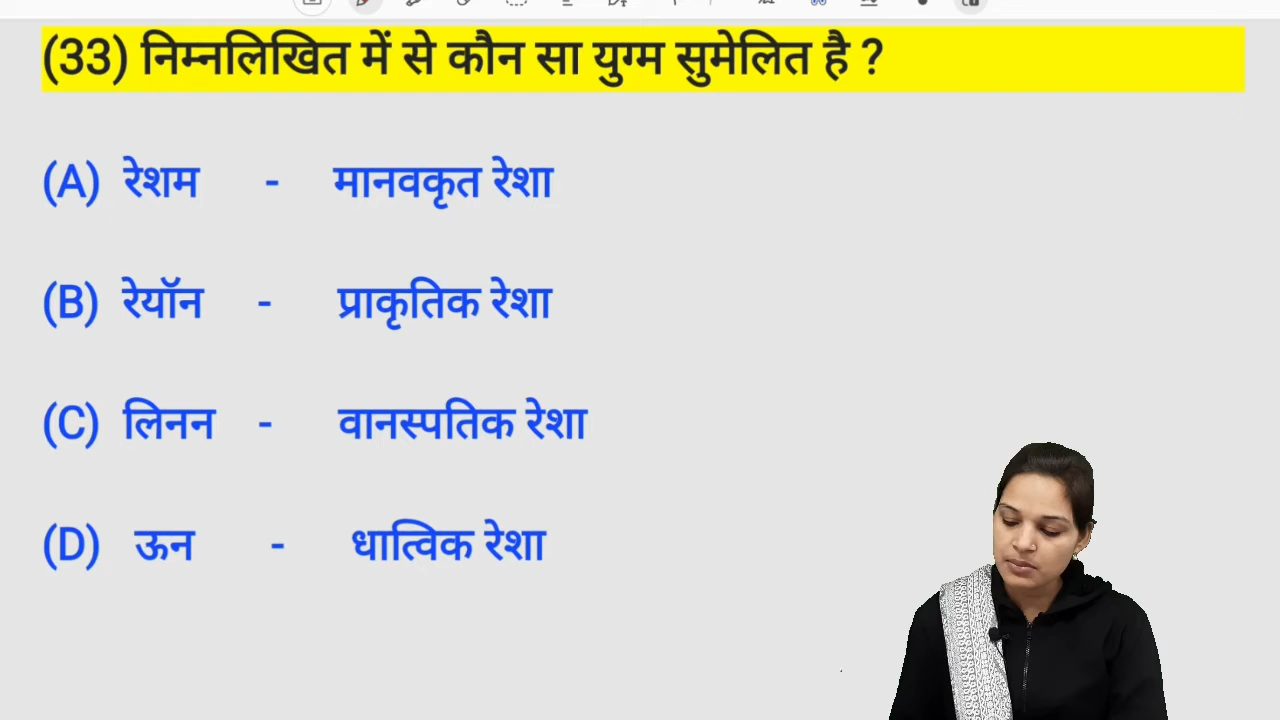 (33) निम्नलिखित में से कौन सा युग्म सुमेलित है ?
(A) रेशम - मानवकृत रेशा
(B) रेयॉन - प्राकृतिक रेशा
(C) लिनन - वानस्पतिक रेशा
(D) ऊन - धात्विक रेशा